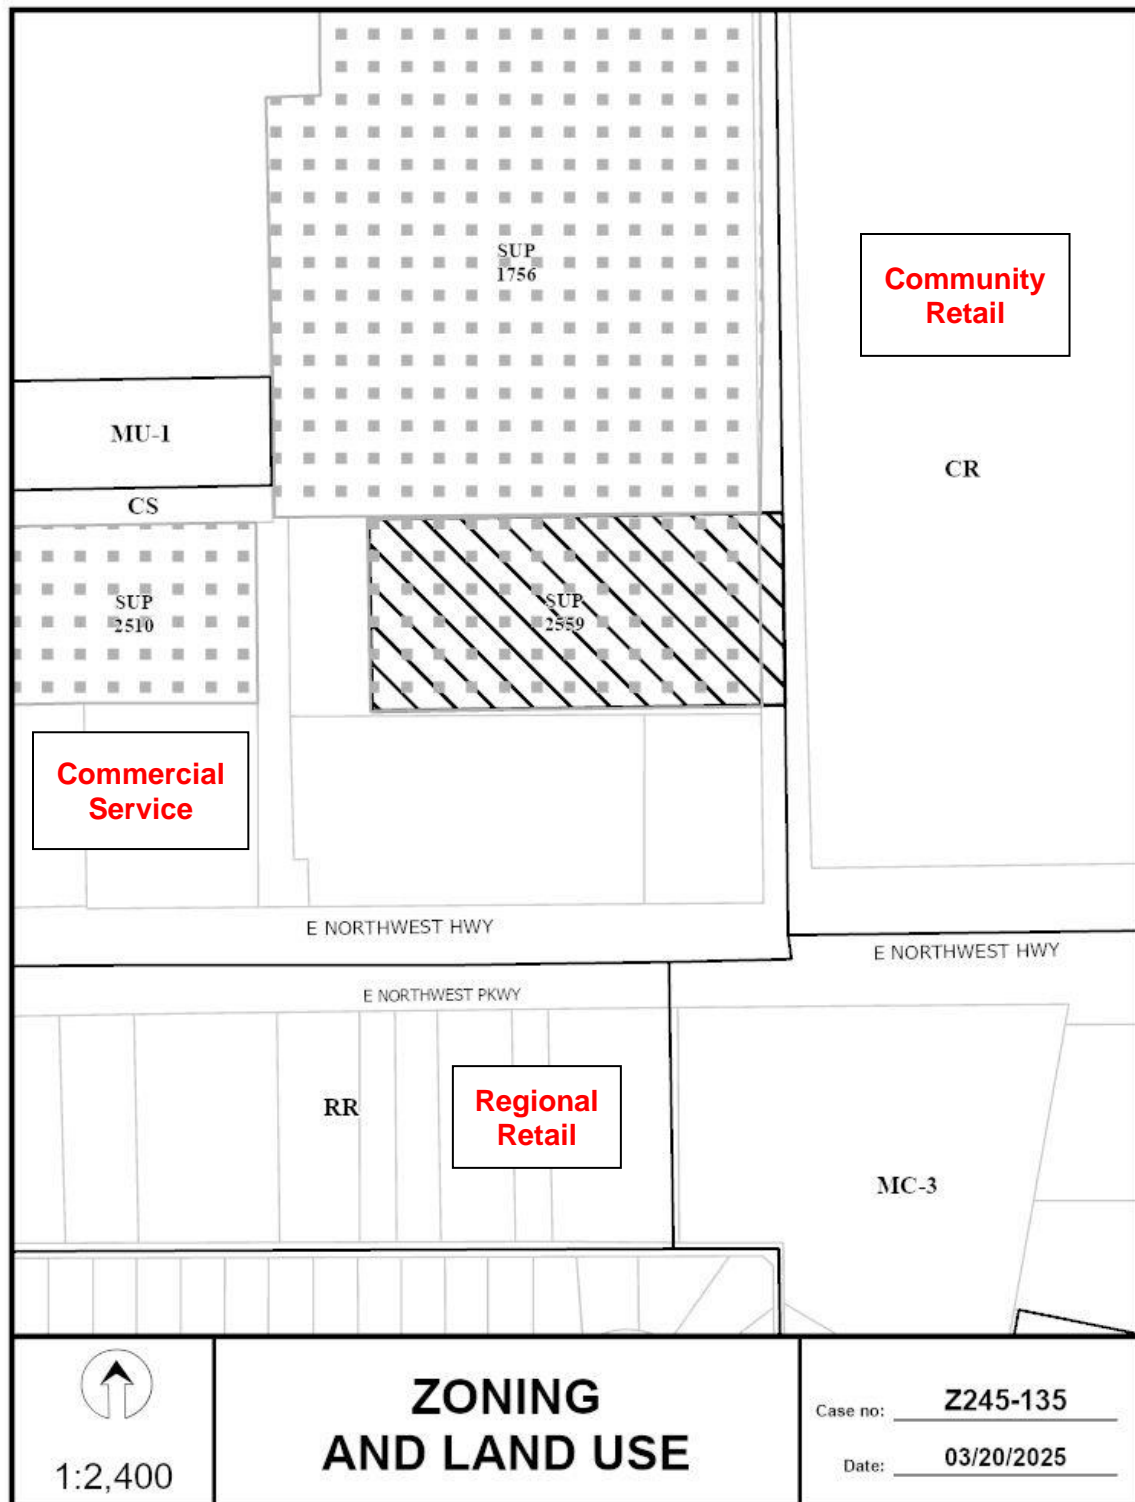 SUP
1756
Community
Retail
MU-1
CR
CS
SUP
2510
SUP
2559
Commercial
Service
E NORTHWEST HWY
E NORTHWEST HWY
E NORTHWEST PKWY
RR
Regional
Retail
MC-3
1:2,400
ZONING
AND LAND USE
Case no: Z245-135
Date: 03/20/2025